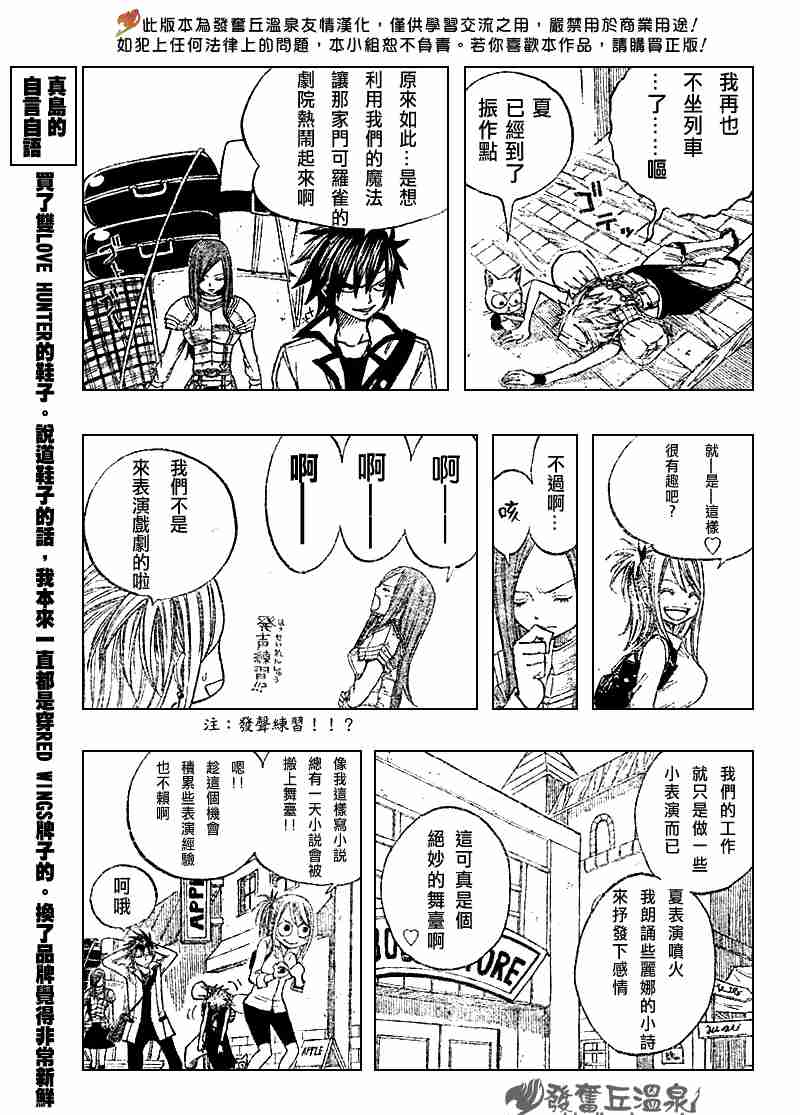 此版本為發奮丘溫泉友情漢化，僅供學習交流之用，嚴禁用於商業用途！
如犯上任何法律上的問題，本小組恕不負責。若你喜歡本作品，請購買正版！
真島的
自言自語
買了雙LOVE HUNTER的鞋子。說道鞋子的話，我本來一直都是穿RED WINGS牌子的。換了品牌覺得非常新鮮
我再也
不坐列車
了……嘔
…
夏
已經到了
振作點
原來如此…是想
利用我們的魔法
讓那家門可羅雀的
劇院熱鬧起來啊
就—是—這樣♡
很有趣吧？
不過啊…
咳
啊—
啊—
啊—
はっせいれんしゅう
発声練習!!
我們不是
來表演戲劇的啦
注：發聲練習！！？
我們的工作
就只是做一些
小表演而已
夏表演噴火
我朗誦些麗娜的小詩
來抒發下感情
這可真是個
絕妙的舞臺啊
♡
BOOK STORE
像我這樣寫小說
總有一天小說會被
搬上舞臺!!
嗯!!
趁這個機會
積累些表演經驗
也不賴啊
呵哦
APPLE
APPLE
發奮丘溫泉